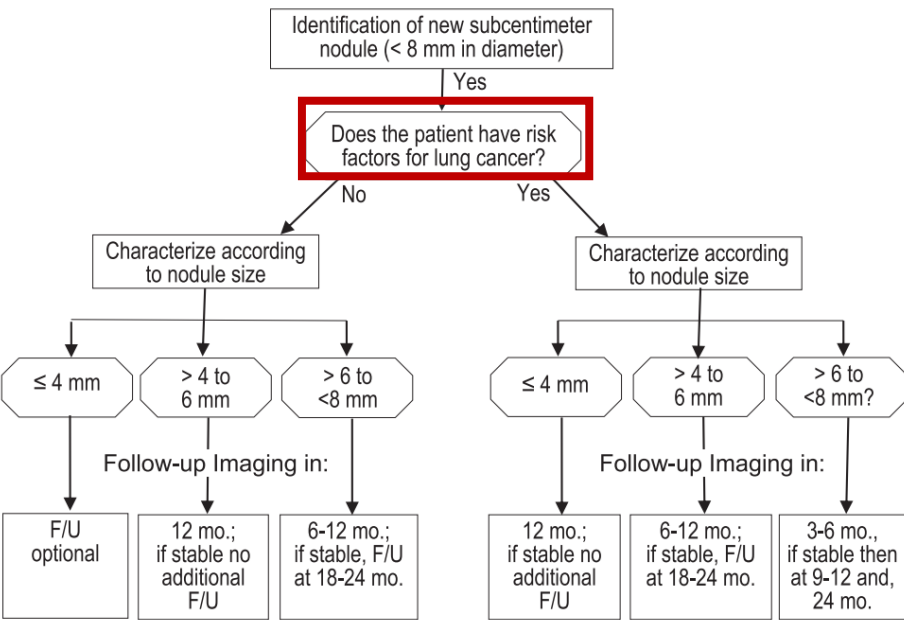 Identification of new subcentimeter
nodule (< 8 mm in diameter)
Yes
Does the patient have risk
factors for lung cancer?
No
Yes
Characterize according
to nodule size
Characterize according
to nodule size
≤ 4 mm
> 4 to
6 mm
> 6 to
<8 mm
≤ 4 mm
> 4 to
6 mm
> 6 to
<8 mm?
Follow-up Imaging in:
Follow-up Imaging in:
F/U
optional
12 mo.;
if stable no
additional
F/U
6-12 mo.;
if stable, F/U
at 18-24 mo.
12 mo.;
if stable no
additional
F/U
6-12 mo.;
if stable, F/U
at 18-24 mo.
3-6 mo.,
if stable then
at 9-12 and,
24 mo.